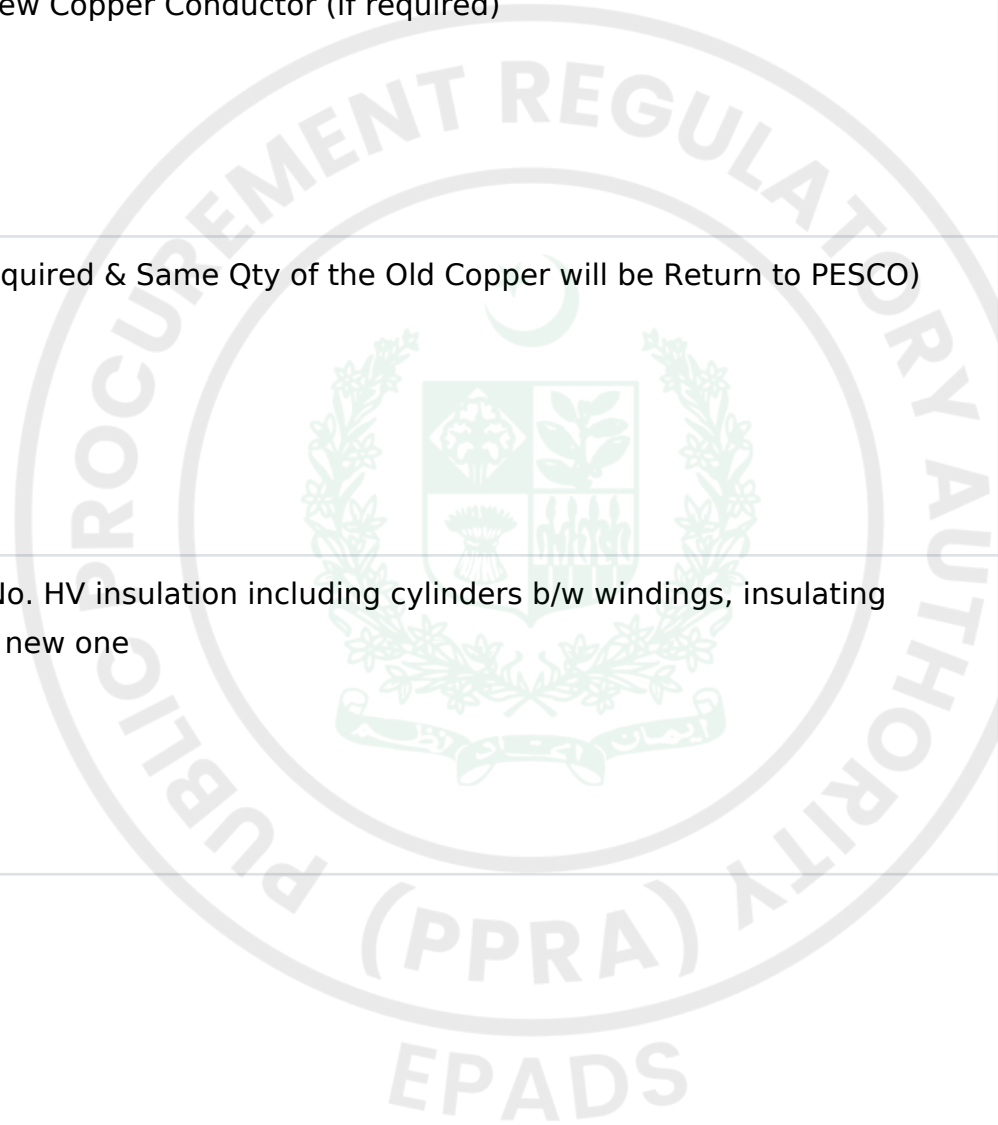 ew Copper Conductor (if required)
quired & Same Qty of the Old Copper will be Return to PESCO)
No. HV insulation including cylinders b/w windings, insulating
new one
PUBLIC PROCUREMENT REGULATORY AUTHORITY
(PPRA)
EPADS